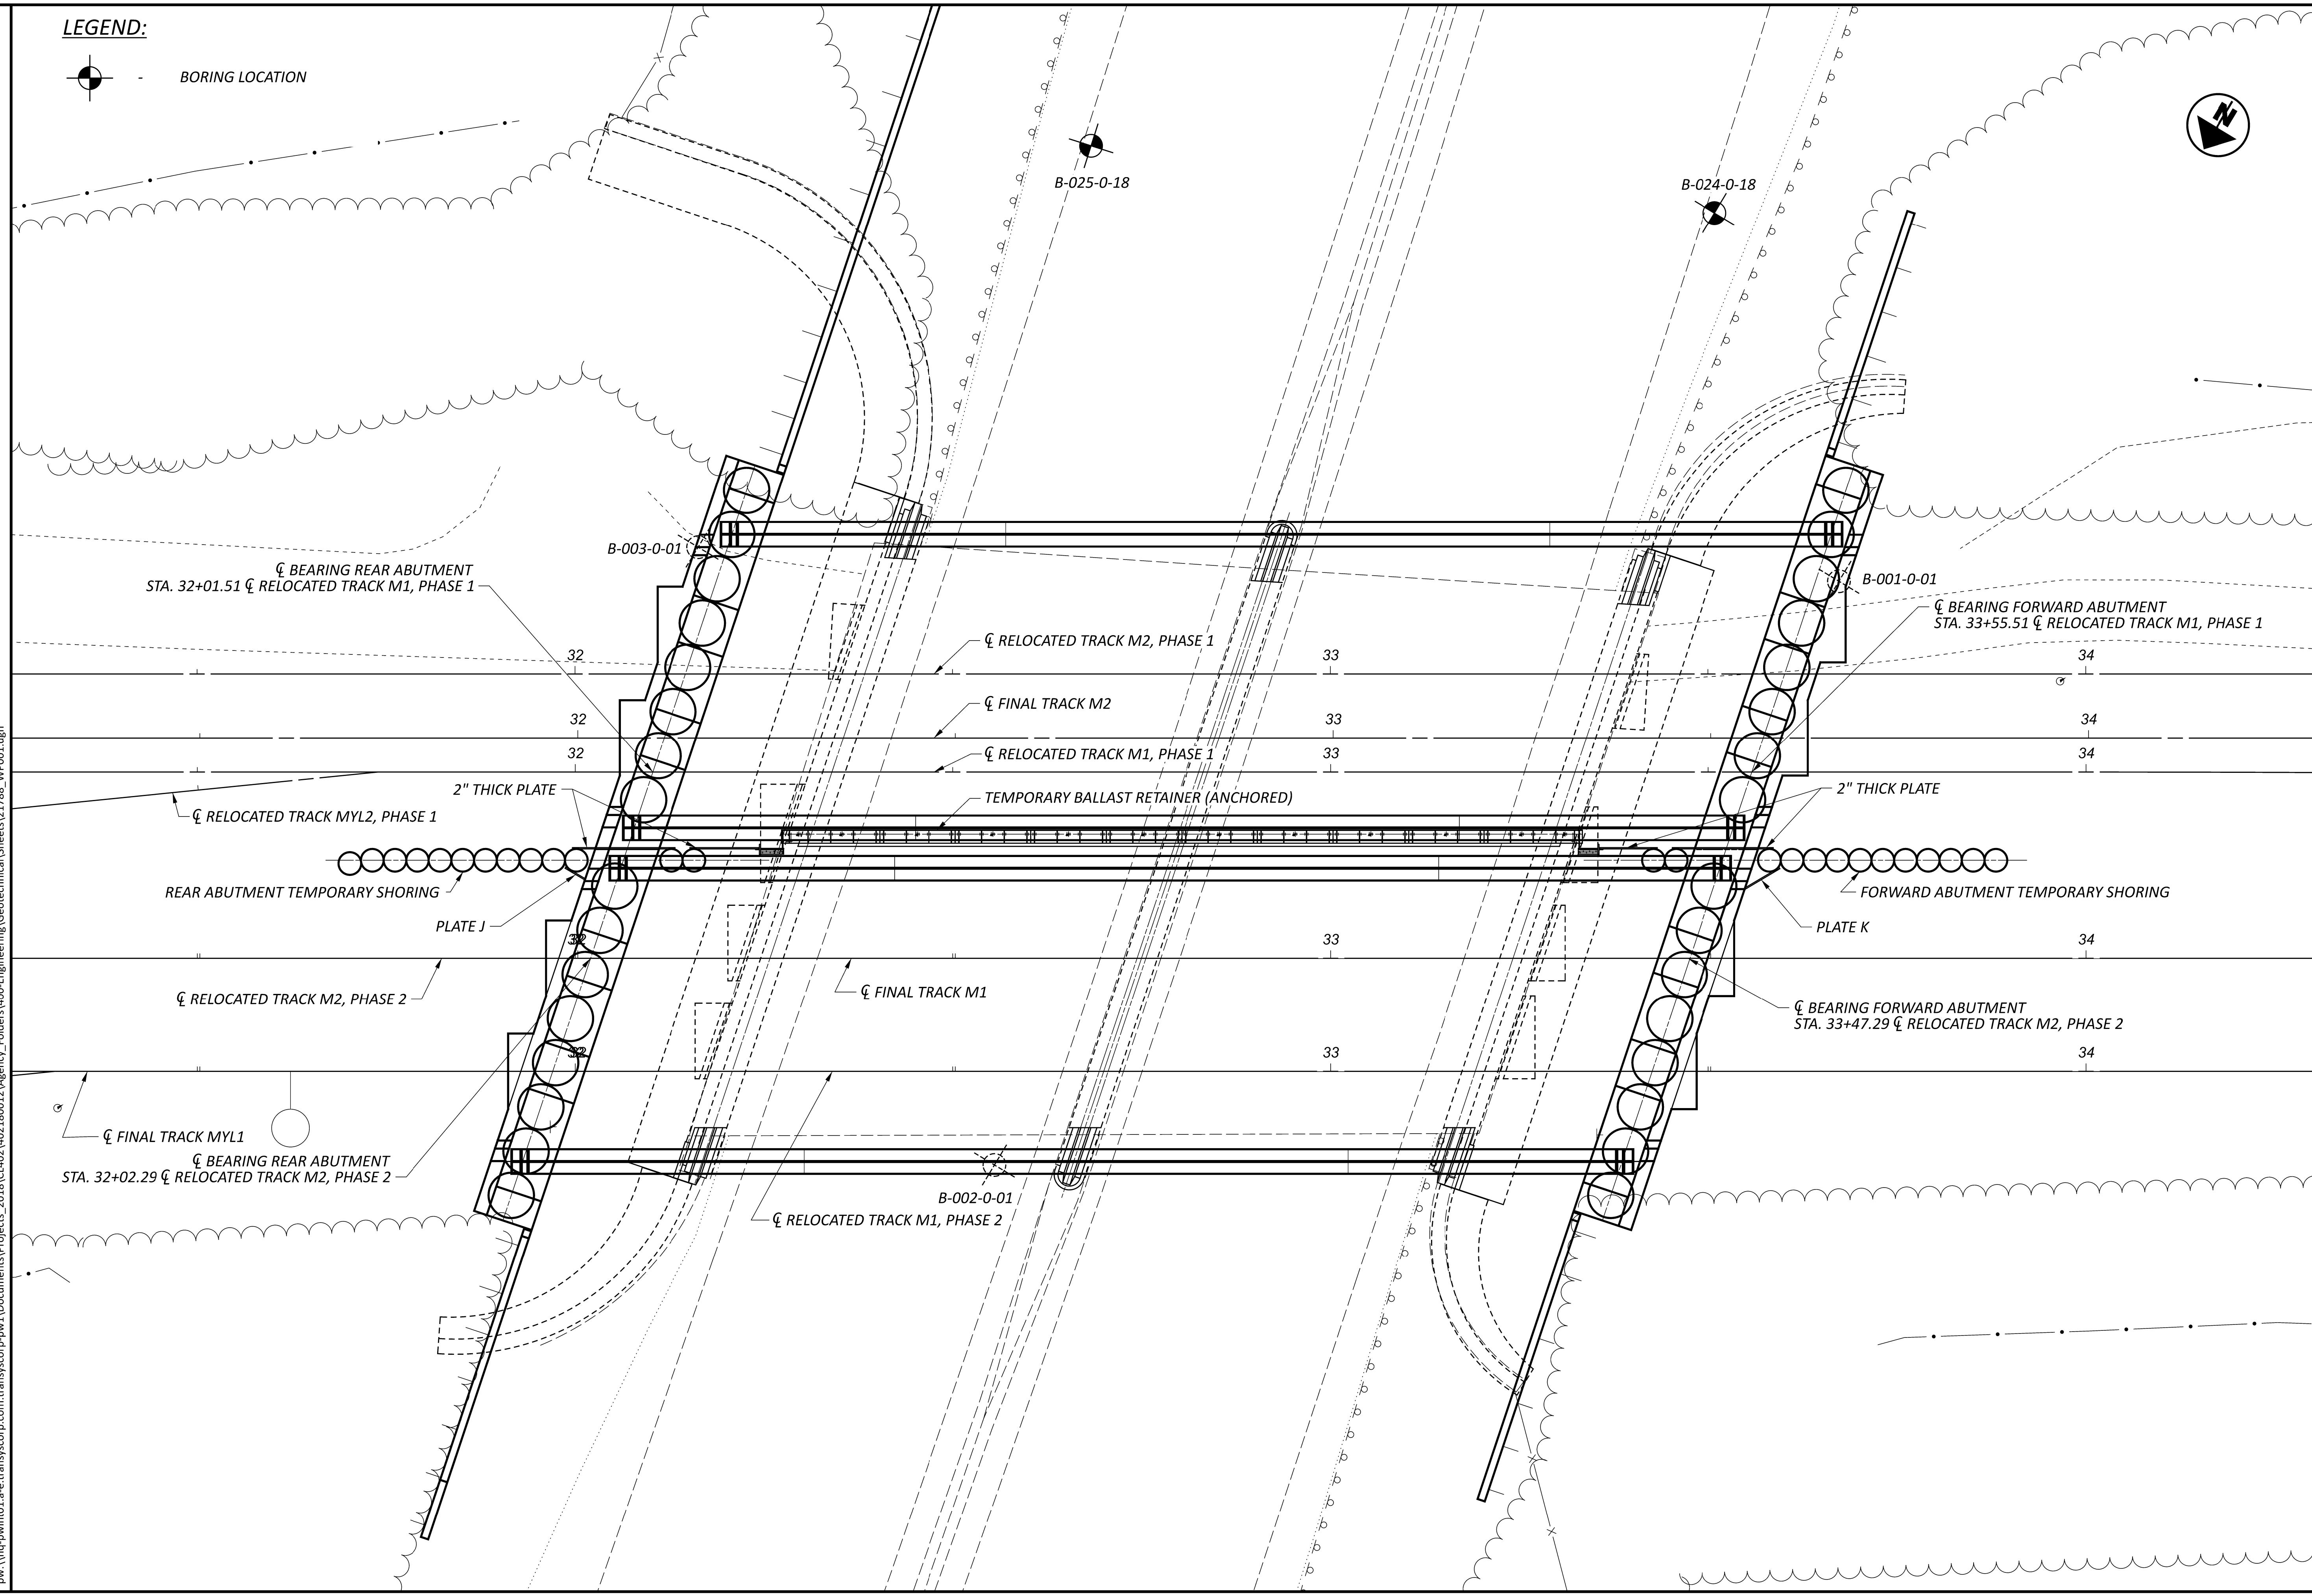 LEGEND:
- BORING LOCATION
N
B-025-0-18
B-024-0-18
B-003-0-01
B-001-0-01
℄ BEARING REAR ABUTMENT
STA. 32+01.51 ℄ RELOCATED TRACK M1, PHASE 1
℄ BEARING FORWARD ABUTMENT
STA. 33+55.51 ℄ RELOCATED TRACK M1, PHASE 1
℄ RELOCATED TRACK M2, PHASE 1
32
33
34
℄ FINAL TRACK M2
32
33
34
℄ RELOCATED TRACK M1, PHASE 1
32
33
34
2" THICK PLATE
TEMPORARY BALLAST RETAINER (ANCHORED)
2" THICK PLATE
℄ RELOCATED TRACK MYL2, PHASE 1
REAR ABUTMENT TEMPORARY SHORING
FORWARD ABUTMENT TEMPORARY SHORING
PLATE J
PLATE K
32
33
34
℄ RELOCATED TRACK M2, PHASE 2
℄ FINAL TRACK M1
℄ BEARING FORWARD ABUTMENT
STA. 33+47.29 ℄ RELOCATED TRACK M2, PHASE 2
32
33
34
℄ FINAL TRACK MYL1
℄ BEARING REAR ABUTMENT
STA. 32+02.29 ℄ RELOCATED TRACK M2, PHASE 2
B-002-0-01
℄ RELOCATED TRACK M1, PHASE 2